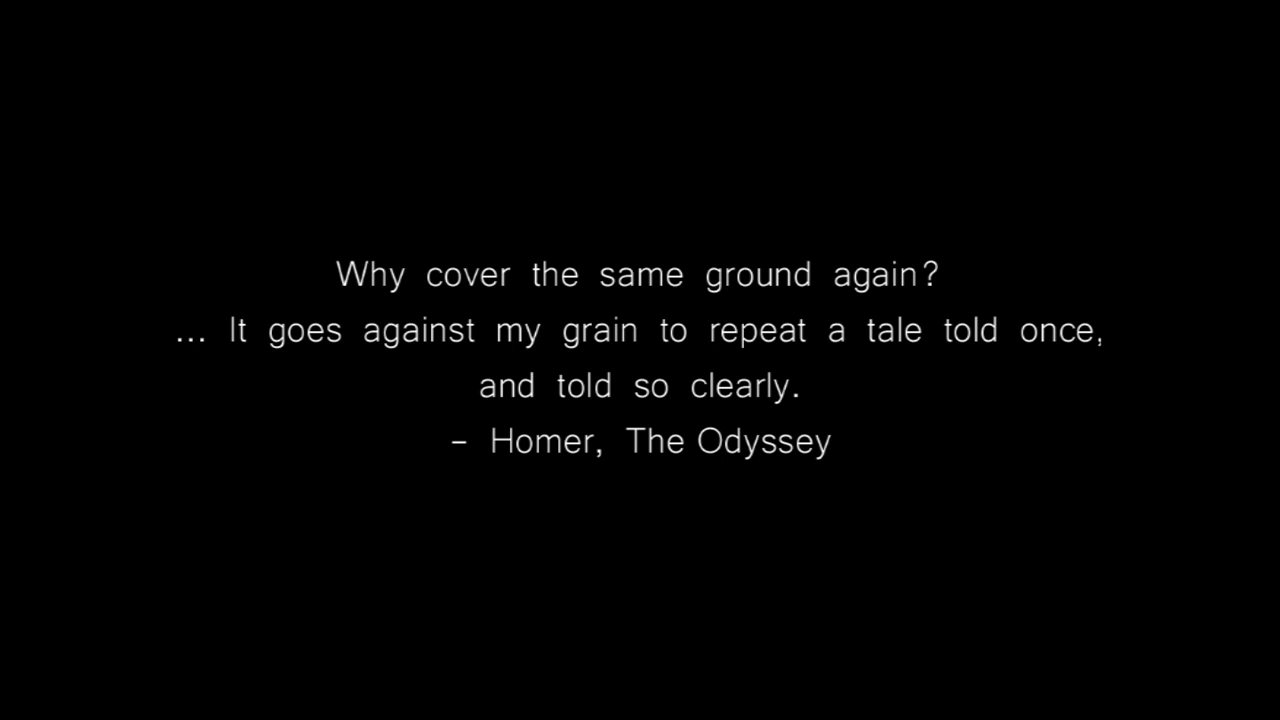 Why cover the same ground again?
... It goes against my grain to repeat a tale told once,
and told so clearly.
– Homer, The Odyssey